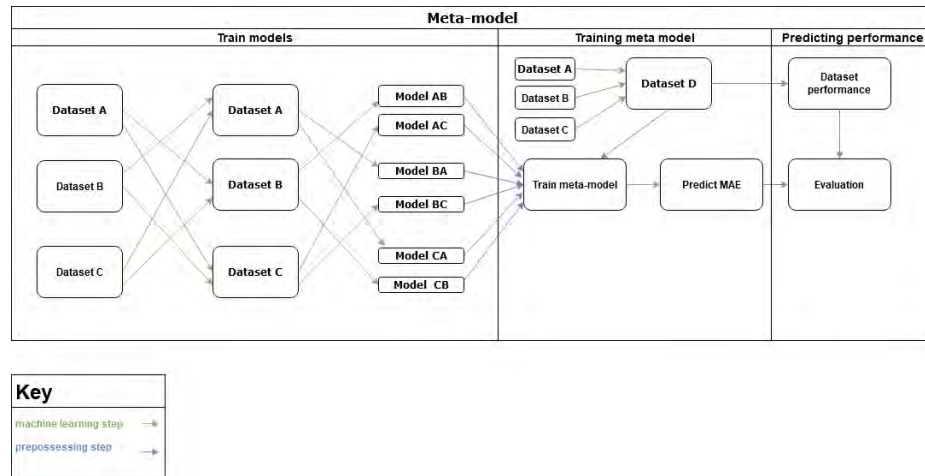 Meta-model
Train models
Training meta model
Predicting performance
Dataset A
Dataset B
Dataset C
Dataset A
Dataset B
Dataset C
Model AB
Model AC
Model BA
Model BC
Model CA
Model CB
Dataset A
Dataset B
Dataset C
Dataset D
Train meta-model
Predict MAE
Dataset
performance
Evaluation
Key
machine learning step
prepossessing step